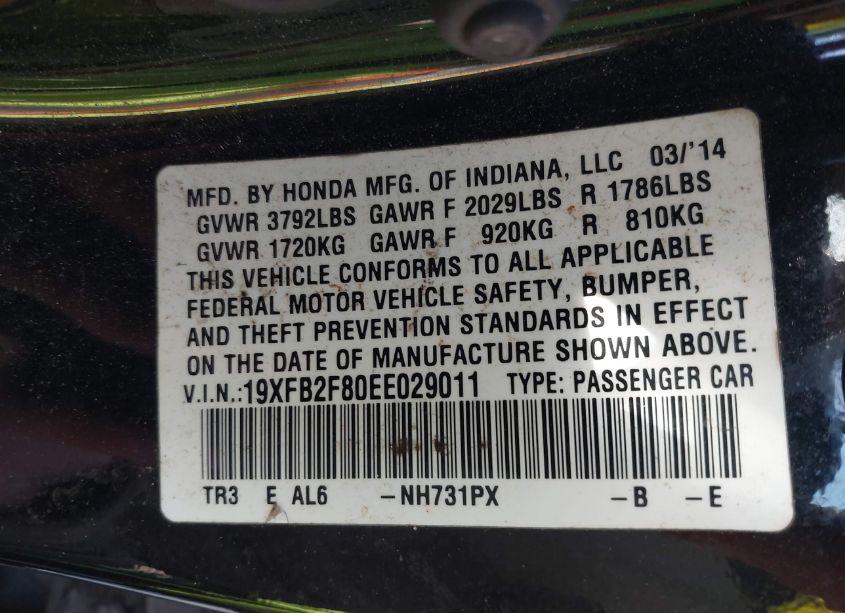 MFD. BY HONDA MFG. OF INDIANA, LLC 03/'14
GVWR 3792LBS GAWR F 2029LBS R 1786LBS
GVWR 1720KG GAWR F 920KG R 810KG
THIS VEHICLE CONFORMS TO ALL APPLICABLE
FEDERAL MOTOR VEHICLE SAFETY, BUMPER,
AND THEFT PREVENTION STANDARDS IN EFFECT
ON THE DATE OF MANUFACTURE SHOWN ABOVE.
V.I.N.:19XFB2F80EE029011 TYPE: PASSENGER CAR
TR3 E AL6 -NH731PX -B -E